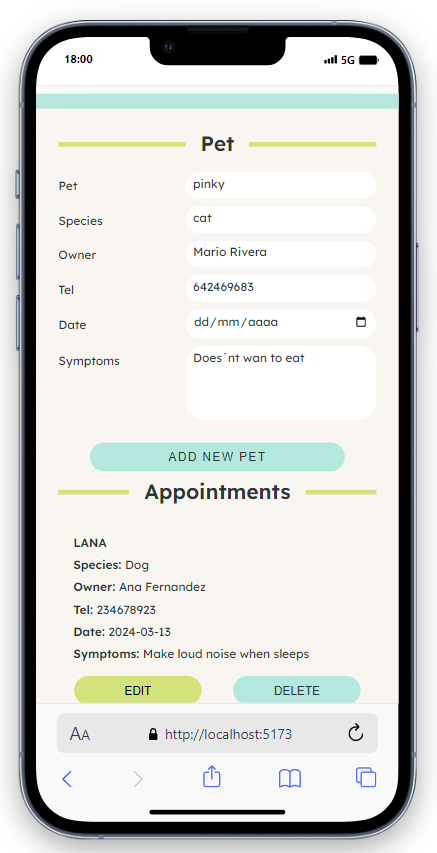 18:00 5G
Pet
Pet pinky
Species cat
Owner Mario Rivera
Tel 642469683
Date dd/mm/aaaa
Symptoms Does´nt wan to eat
ADD NEW PET
Appointments
LANA
Species: Dog
Owner: Ana Fernandez
Tel: 234678923
Date: 2024-03-13
Symptoms: Make loud noise when sleeps
EDIT DELETE
AA http://localhost:5173